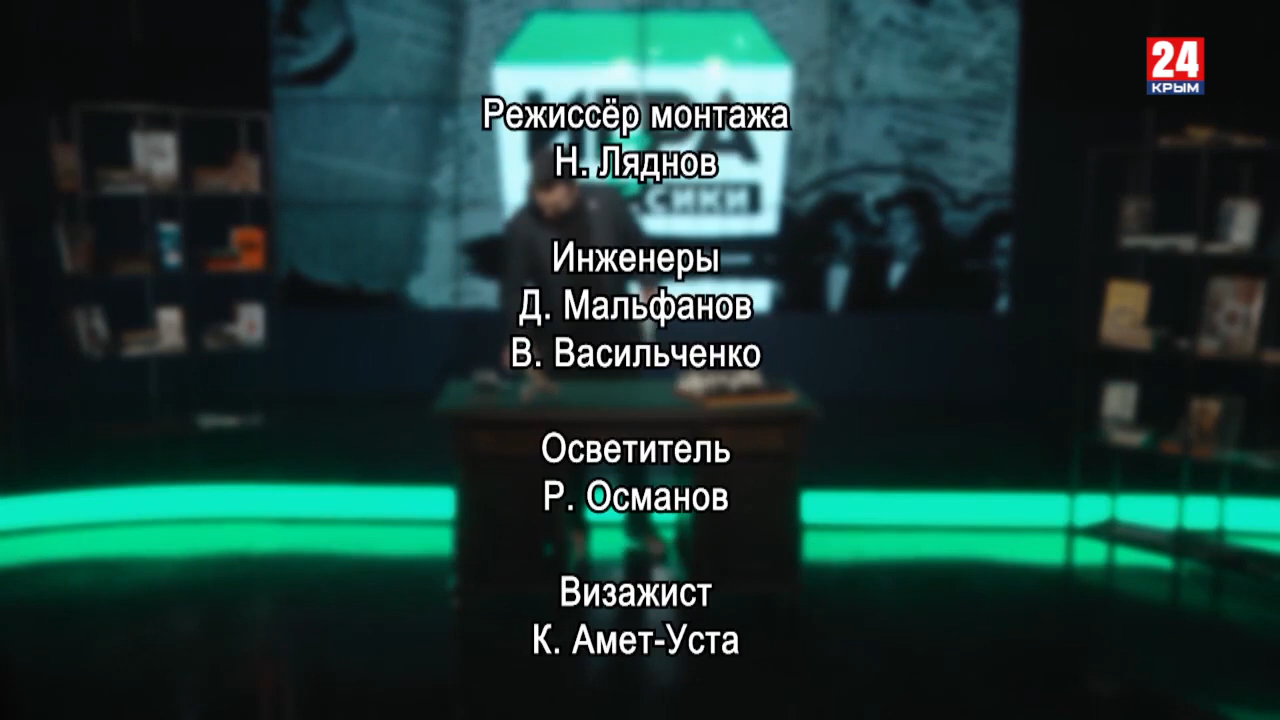 24
КРЫМ
Режиссёр монтажа
Н. Ляднов
Инженеры
Д. Мальфанов
В. Васильченко
Осветитель
Р. Османов
Визажист
К. Амет-Уста